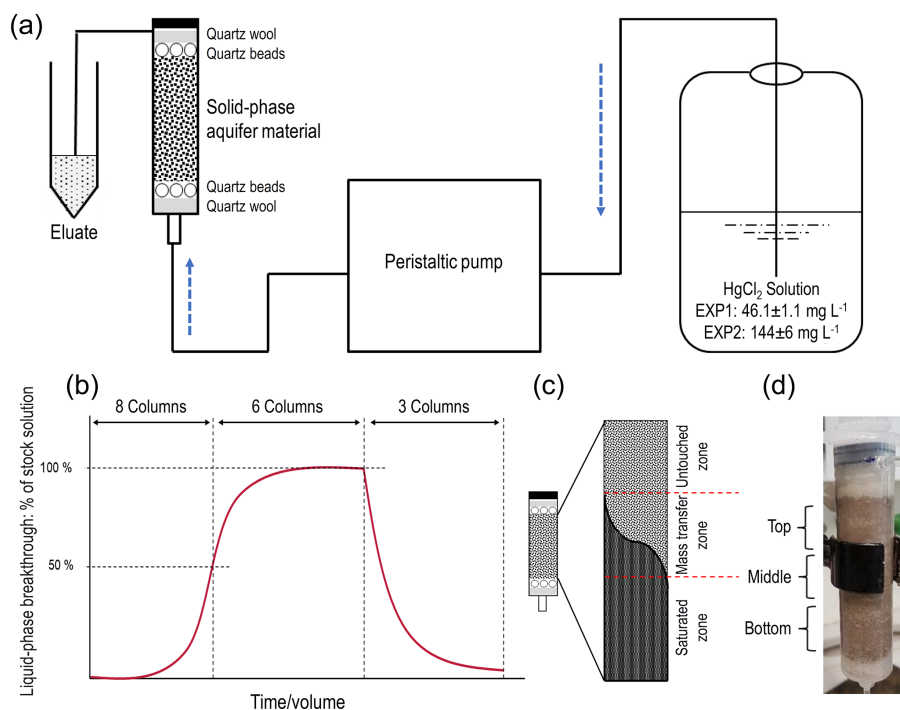 (a)
Quartz wool
Quartz beads
Solid-phase
aquifer material
Quartz beads
Quartz wool
Eluate
Peristaltic pump
HgCl₂ Solution
EXP1: 46.1±1.1 mg L⁻¹
EXP2: 144±6 mg L⁻¹
(b)
8 Columns
6 Columns
3 Columns
Liquid-phase breakthrough: % of stock solution
100 %
50 %
Time/volume
(c)
Untouched
zone
Mass transfer
zone
Saturated
zone
(d)
Top
Middle
Bottom